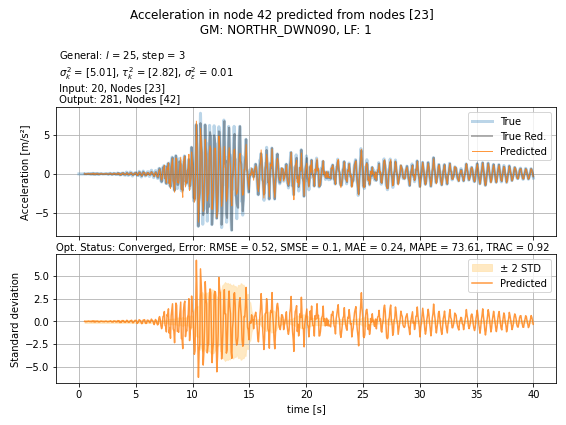 Acceleration in node 42 predicted from nodes [23]
GM: NORTHR_DWN090, LF: 1
General: l = 25, step = 3
σ²ₖ = [5.01], τ²ₖ = [2.82], σ²ₑ = 0.01
Input: 20, Nodes [23]
Output: 281, Nodes [42]
Acceleration [m/s²]
5
0
−5
True
True Red.
Predicted
Opt. Status: Converged, Error: RMSE = 0.52, SMSE = 0.1, MAE = 0.24, MAPE = 73.61, TRAC = 0.92
Standard deviation
5.0
2.5
0.0
−2.5
−5.0
± 2 STD
Predicted
0 5 10 15 20 25 30 35 40
time [s]